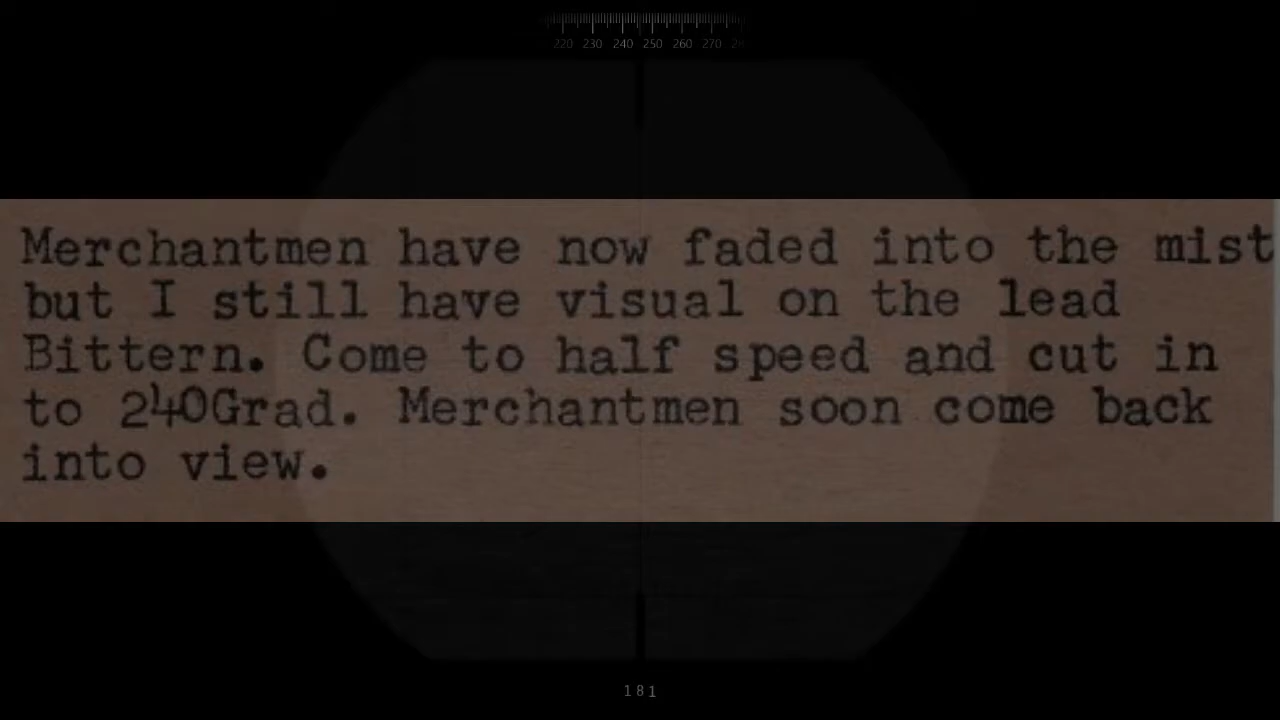 220 230 240 250 260 270 28
Merchantmen have now faded into the mist
but I still have visual on the lead
Bittern. Come to half speed and cut in
to 240Grad. Merchantmen soon come back
into view.
181